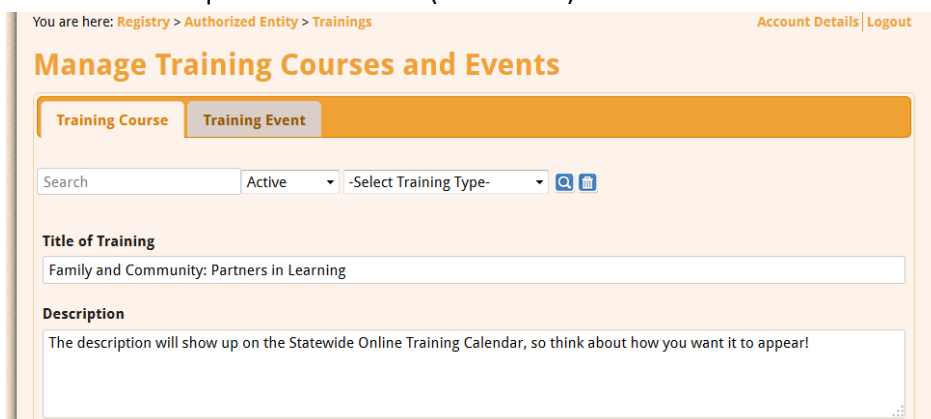 You are here: Registry > Authorized Entity > Trainings Account Details | Logout
Manage Training Courses and Events
Training Course Training Event
Search Active -Select Training Type-
Title of Training
Family and Community: Partners in Learning
Description
The description will show up on the Statewide Online Training Calendar, so think about how you want it to appear!